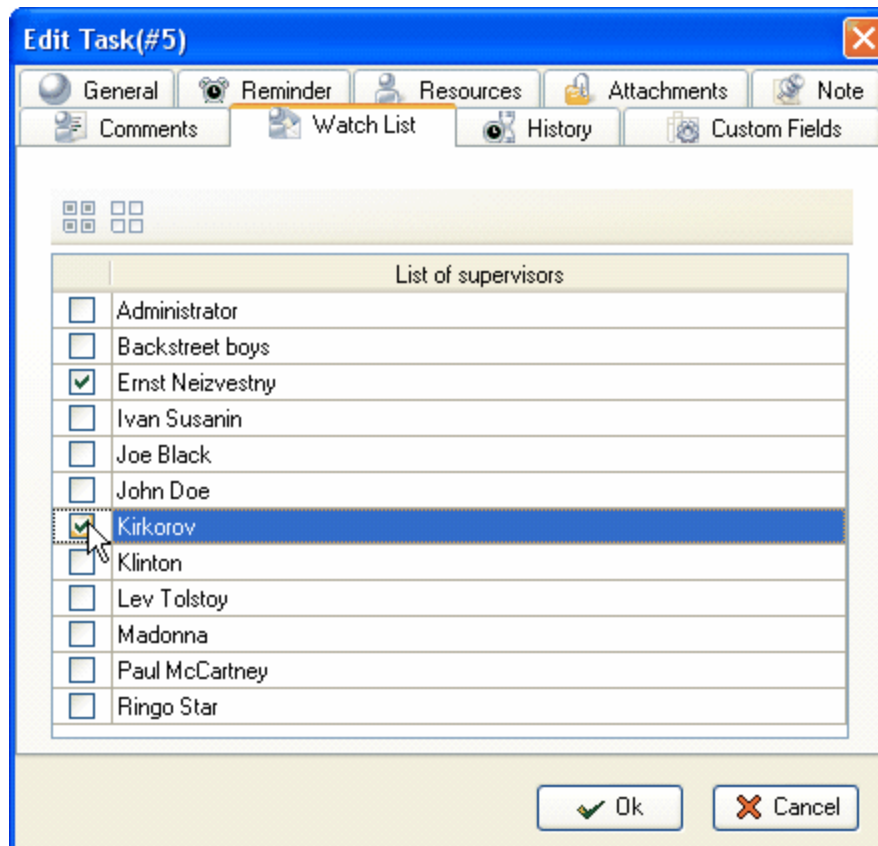 Edit Task(#5)
General Reminder Resources Attachments Note
Comments Watch List History Custom Fields
List of supervisors
Administrator
Backstreet boys
Ernst Neizvestny
Ivan Susanin
Joe Black
John Doe
Kirkorov
Klinton
Lev Tolstoy
Madonna
Paul McCartney
Ringo Star
Ok Cancel